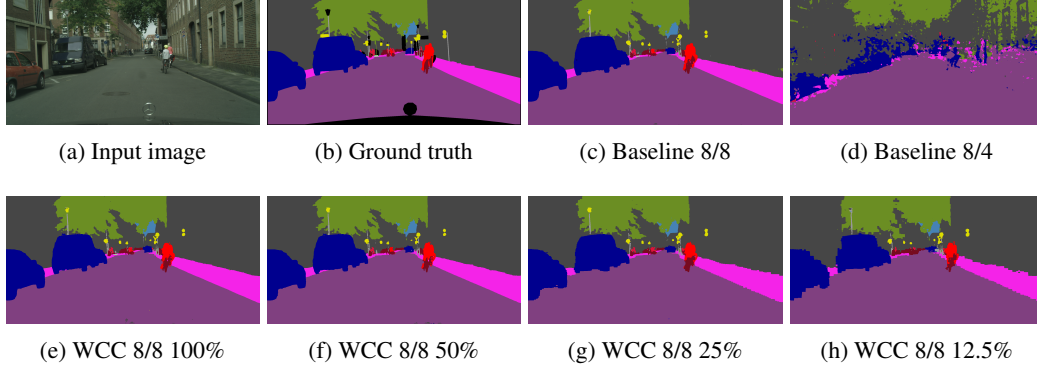 (a) Input image
(b) Ground truth
(c) Baseline 8/8
(d) Baseline 8/4
(e) WCC 8/8 100%
(f) WCC 8/8 50%
(g) WCC 8/8 25%
(h) WCC 8/8 12.5%